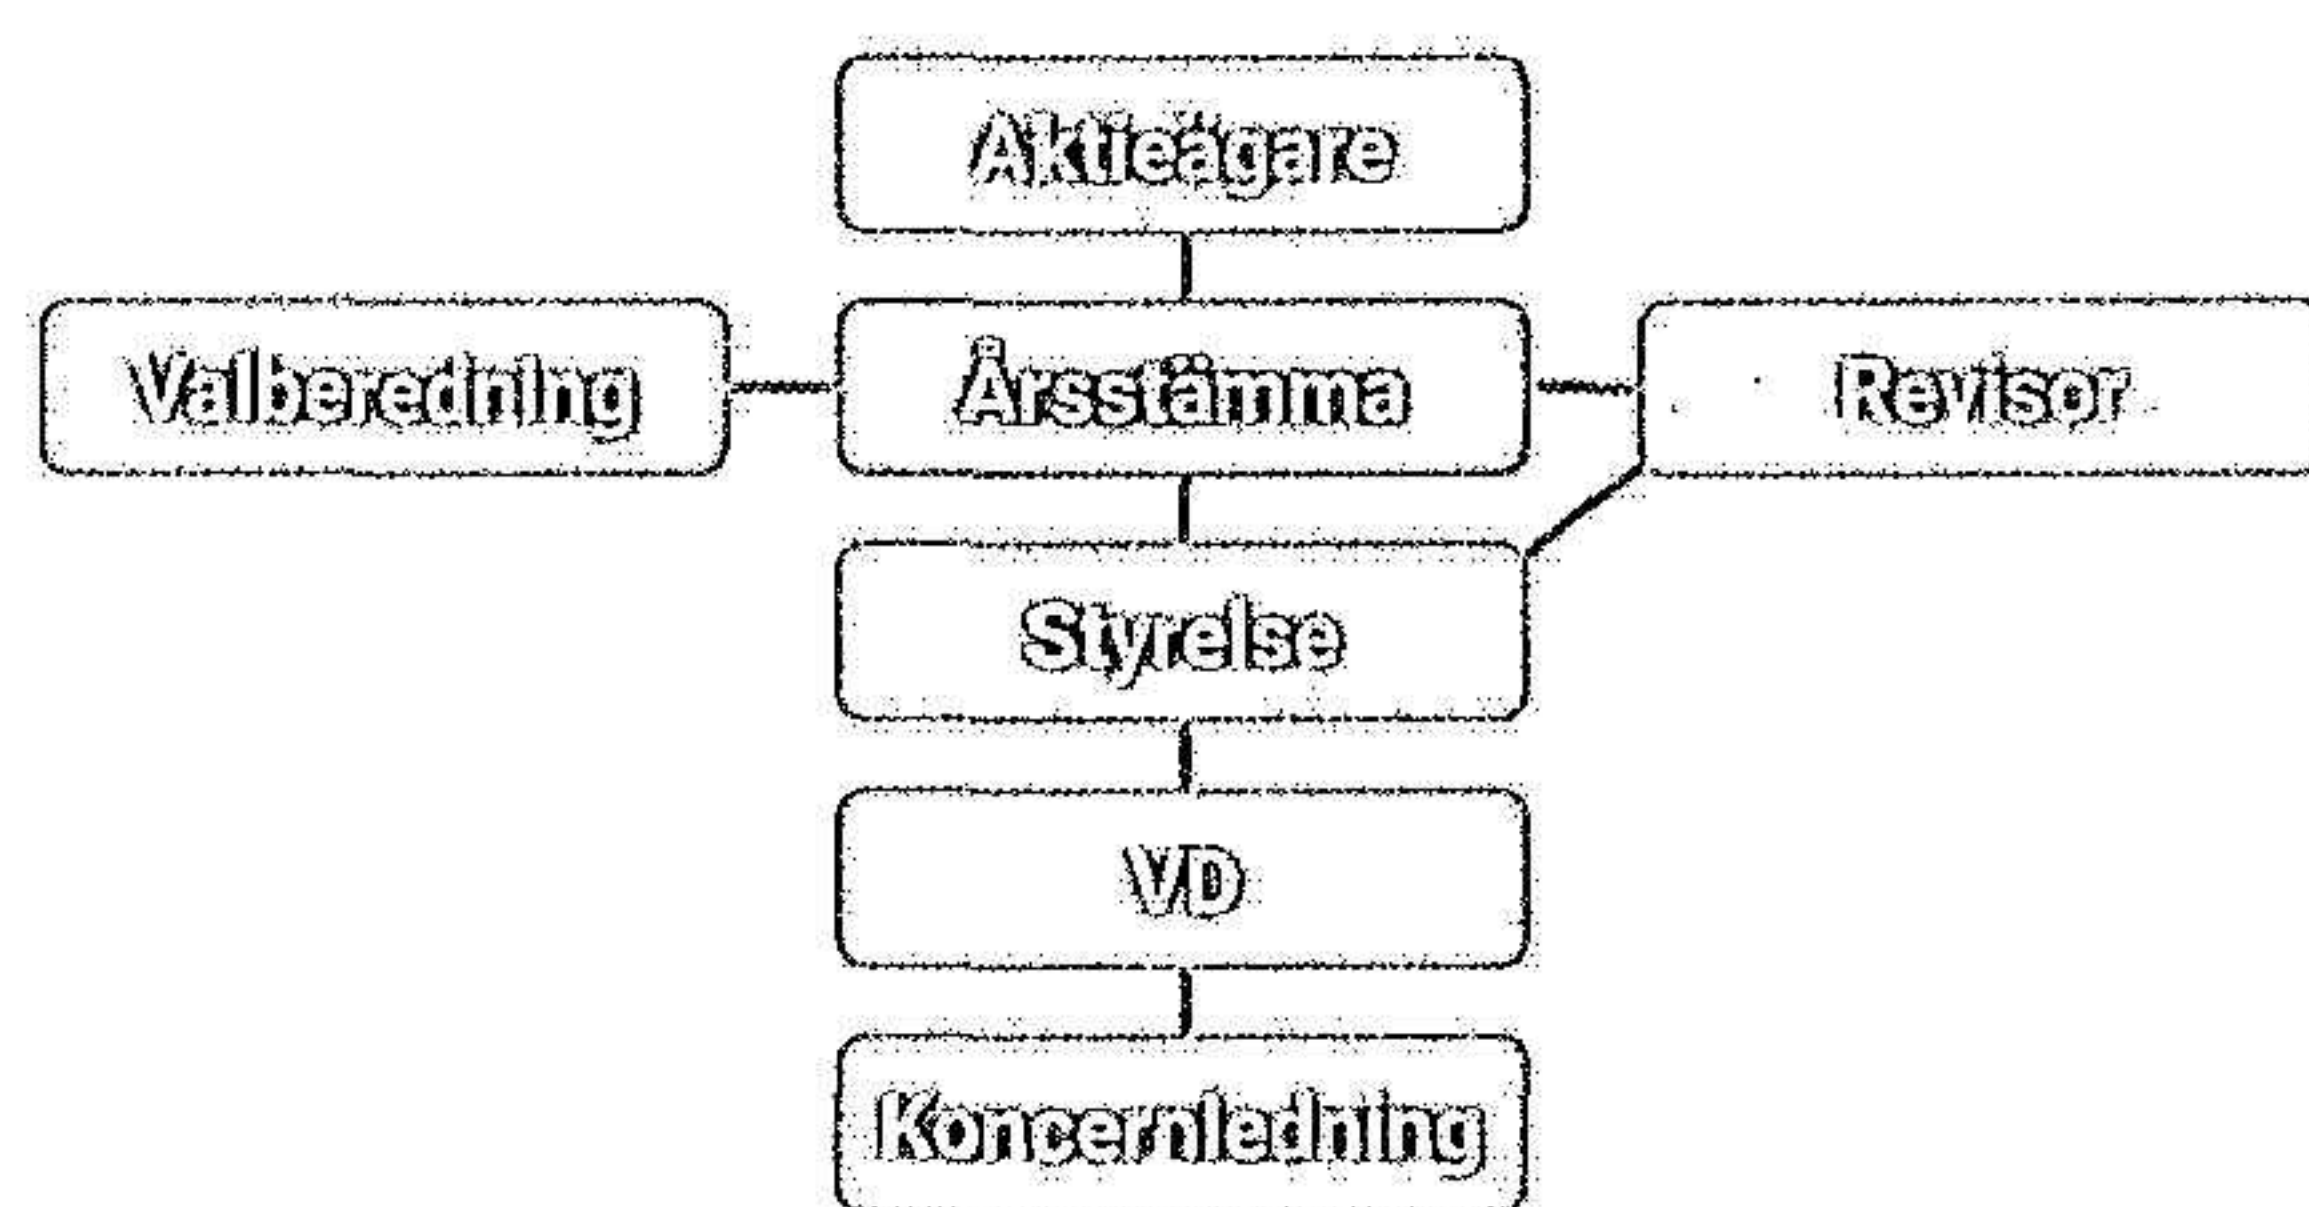 Aktieägare
Valberedning
Årsstämma
Revisor
Styrelse
VD
Koncernledning